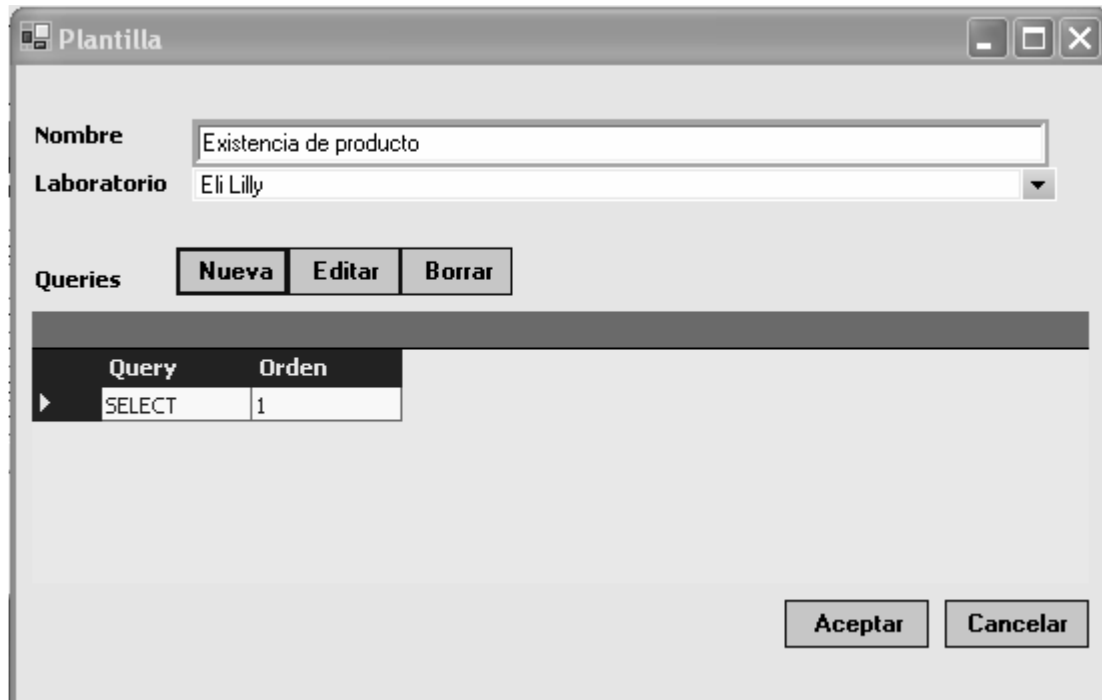 Plantilla
Nombre
Existencia de producto
Laboratorio
Eli Lilly
Queries
Nueva Editar Borrar
Query Orden
SELECT 1
Aceptar Cancelar